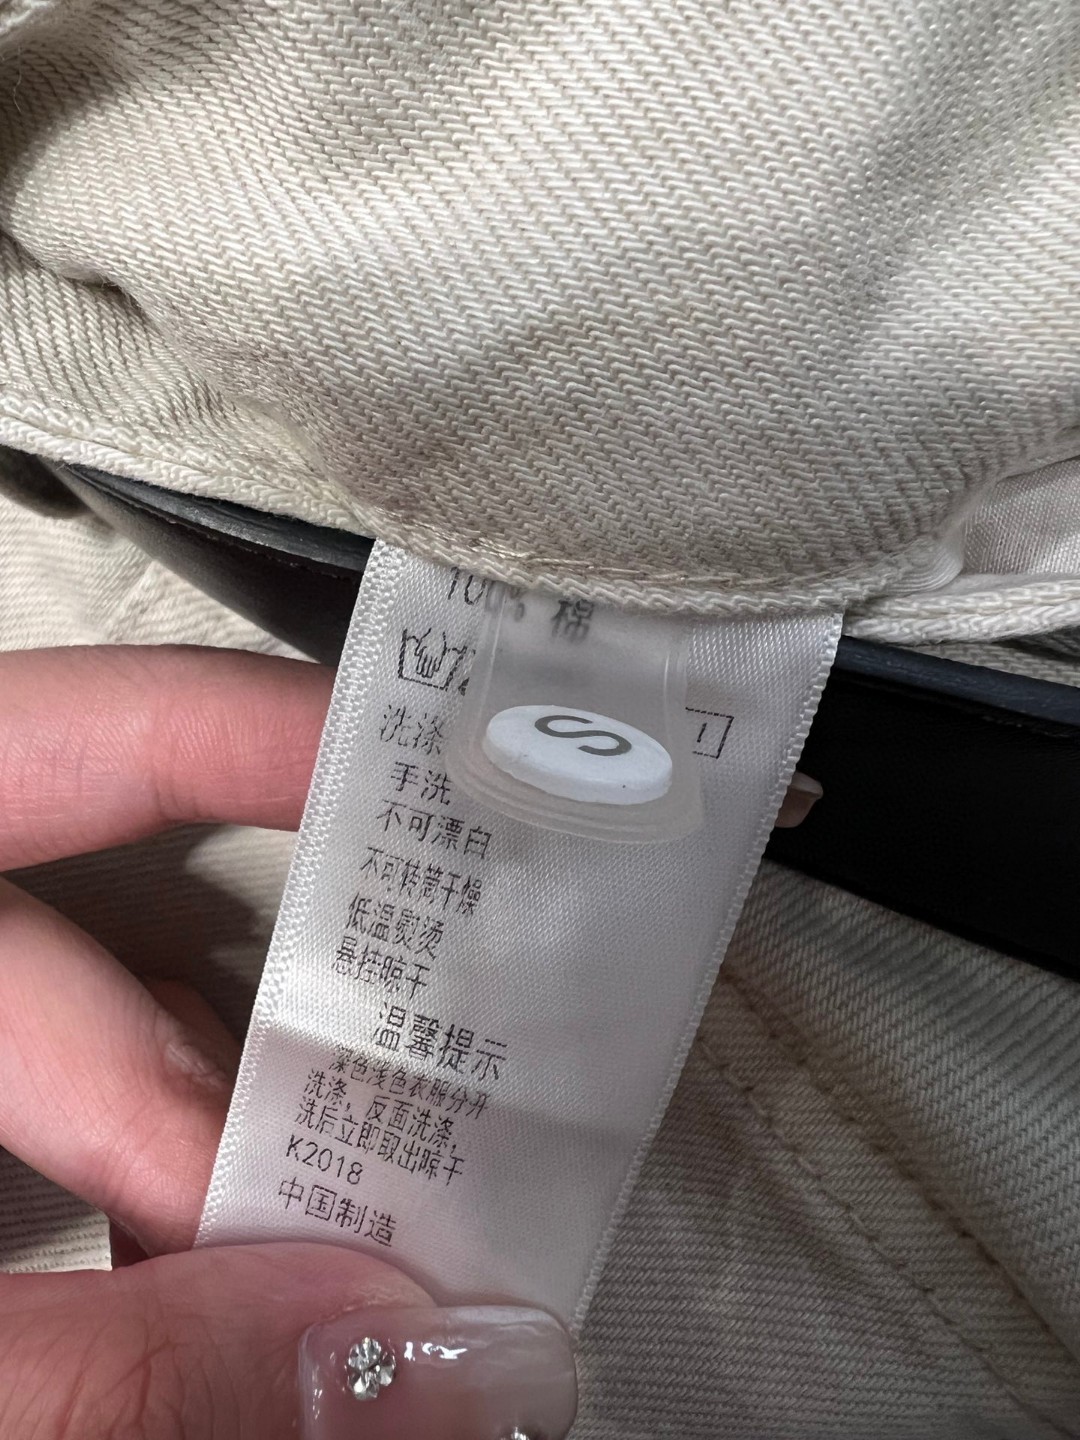 100% 棉
S
洗涤
手洗
不可漂白
不可转筒干燥
低温熨烫
悬挂晾干
温馨提示
深色浅色衣服分开
洗涤，反面洗涤，
洗后立即取出晾干
K2018
中国制造